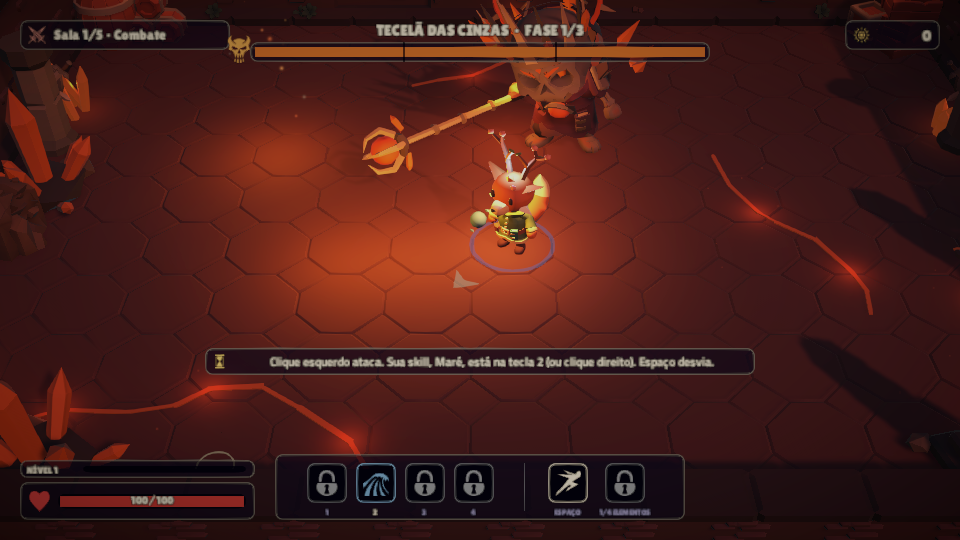 Sala 1/5 - Combate
TECELÃ DAS CINZAS - FASE 1/3
0
Clique esquerdo ataca. Sua skill, Maré, está na tecla 2 (ou clique direito). Espaço desvia.
NÍVEL 1
100/100
1
2
3
4
ESPAÇO
1/4 ELEMENTOS